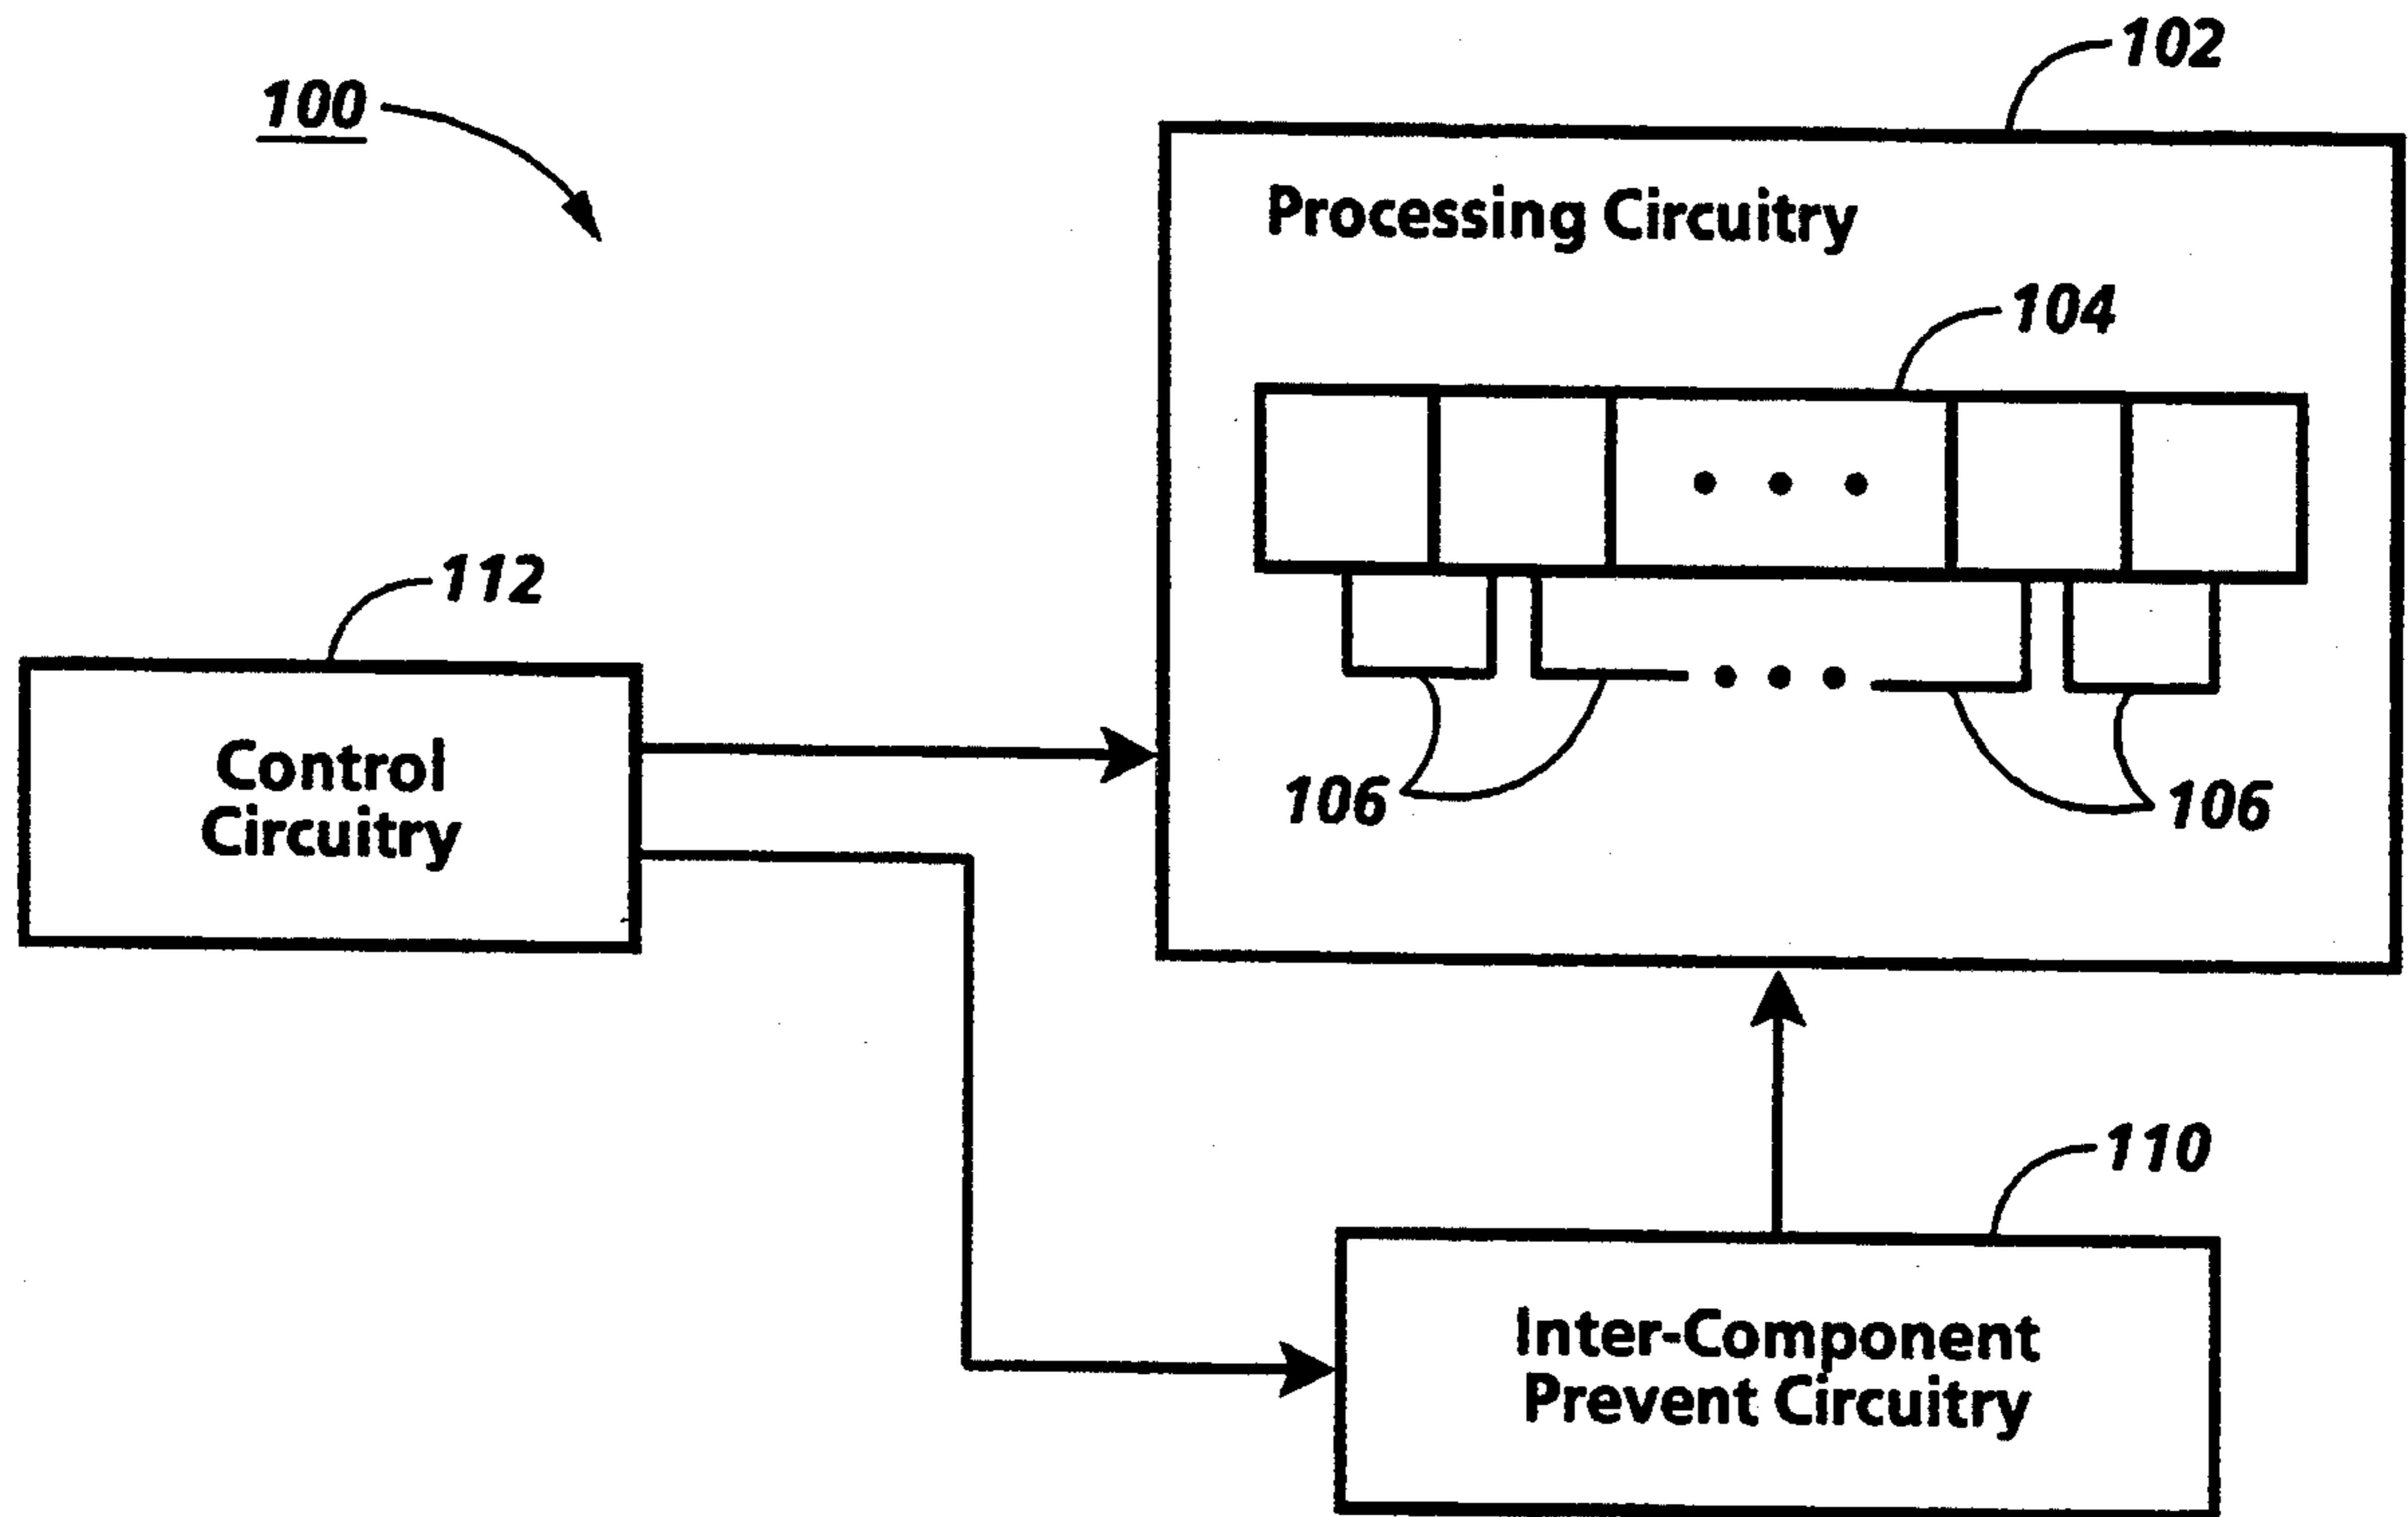 102
100
Processing Circuitry
104
112
Control
Circuitry
106
106
110
Inter-Component
Prevent Circuitry